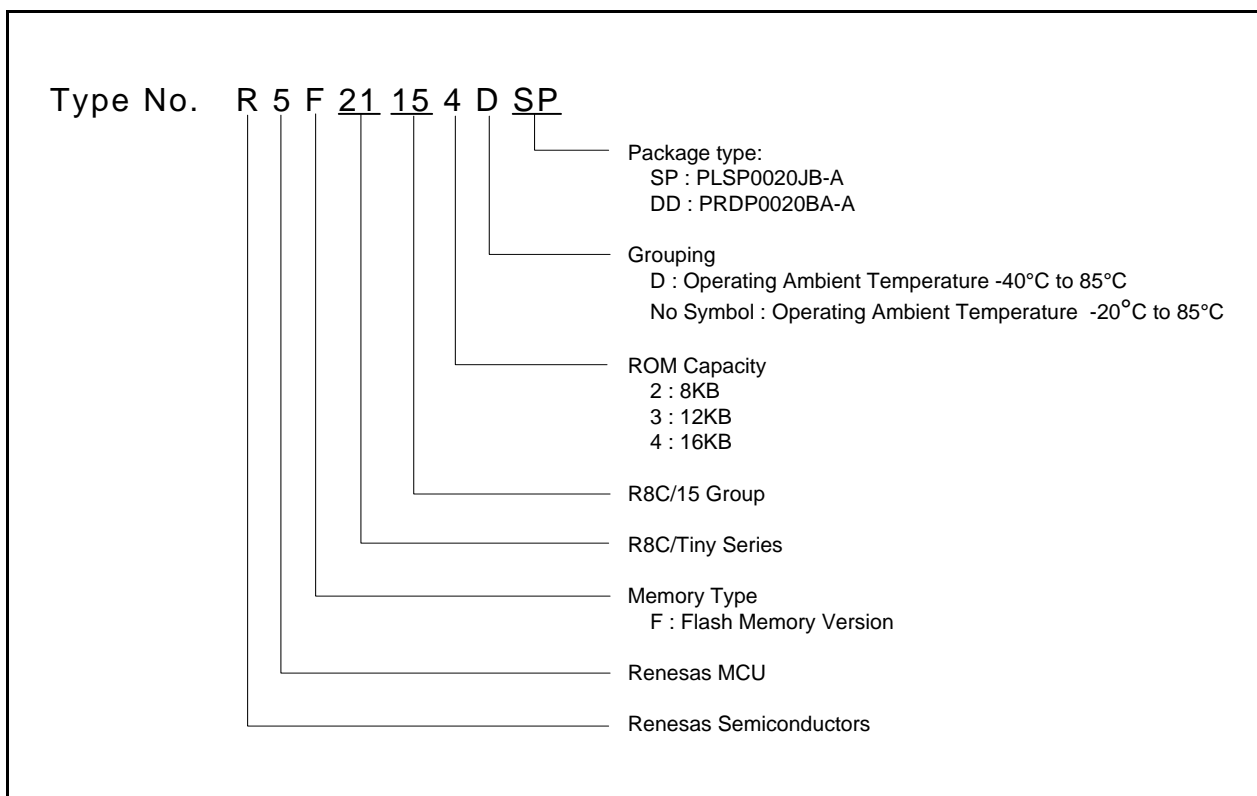 Type No. R 5 F 21 15 4 D SP
Package type:
SP : PLSP0020JB-A
DD : PRDP0020BA-A
Grouping
D : Operating Ambient Temperature -40°C to 85°C
No Symbol : Operating Ambient Temperature -20°C to 85°C
ROM Capacity
2 : 8KB
3 : 12KB
4 : 16KB
R8C/15 Group
R8C/Tiny Series
Memory Type
F : Flash Memory Version
Renesas MCU
Renesas Semiconductors